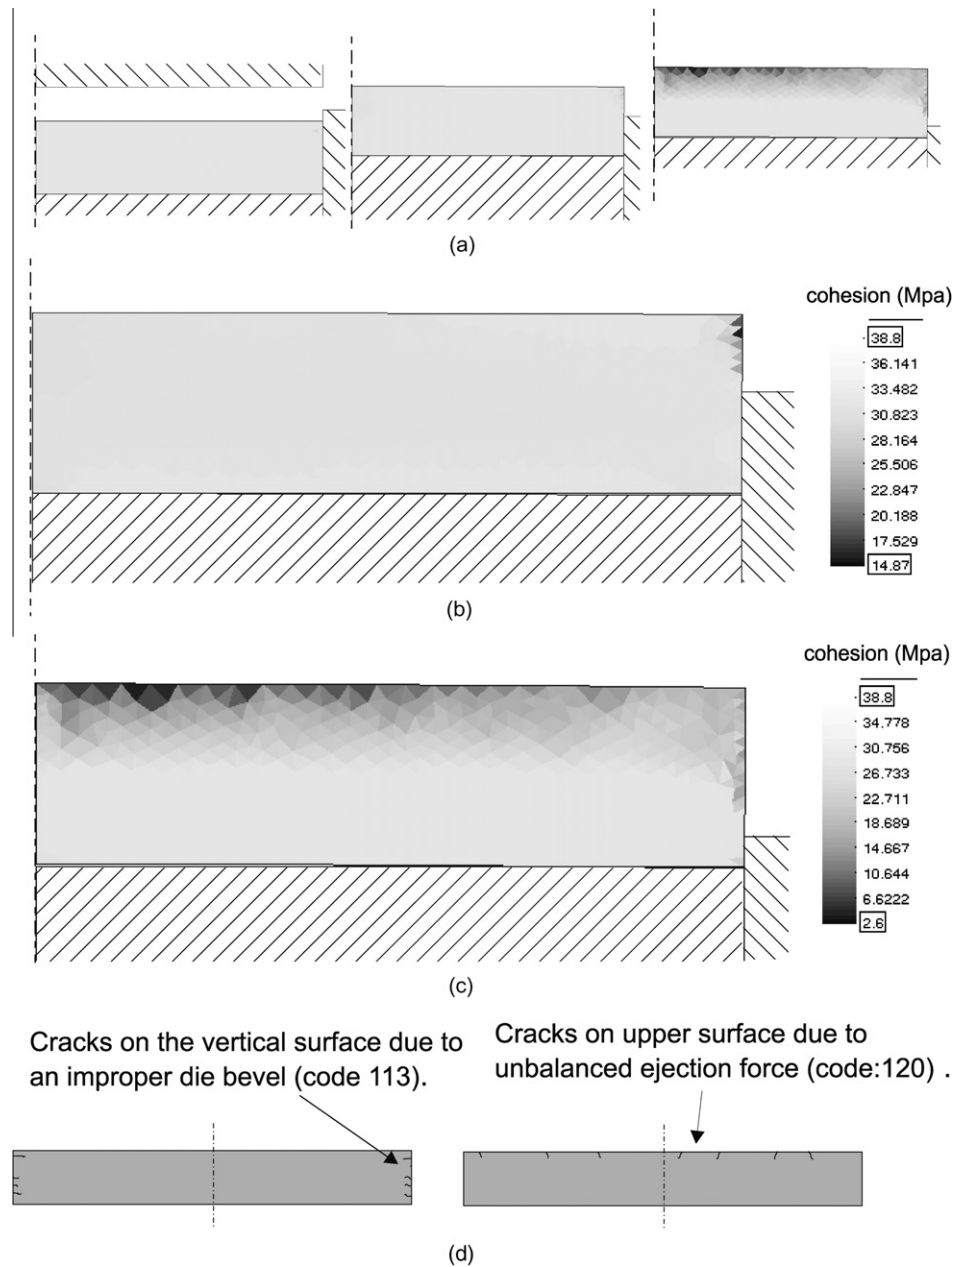 (a)
cohesion (Mpa)
38.8
36.141
33.482
30.823
28.164
25.506
22.847
20.188
17.529
14.87
(b)
cohesion (Mpa)
38.8
34.778
30.756
26.733
22.711
18.689
14.667
10.644
6.6222
2.6
(c)
Cracks on the vertical surface due to
an improper die bevel (code 113).
Cracks on upper surface due to
unbalanced ejection force (code:120) .
(d)